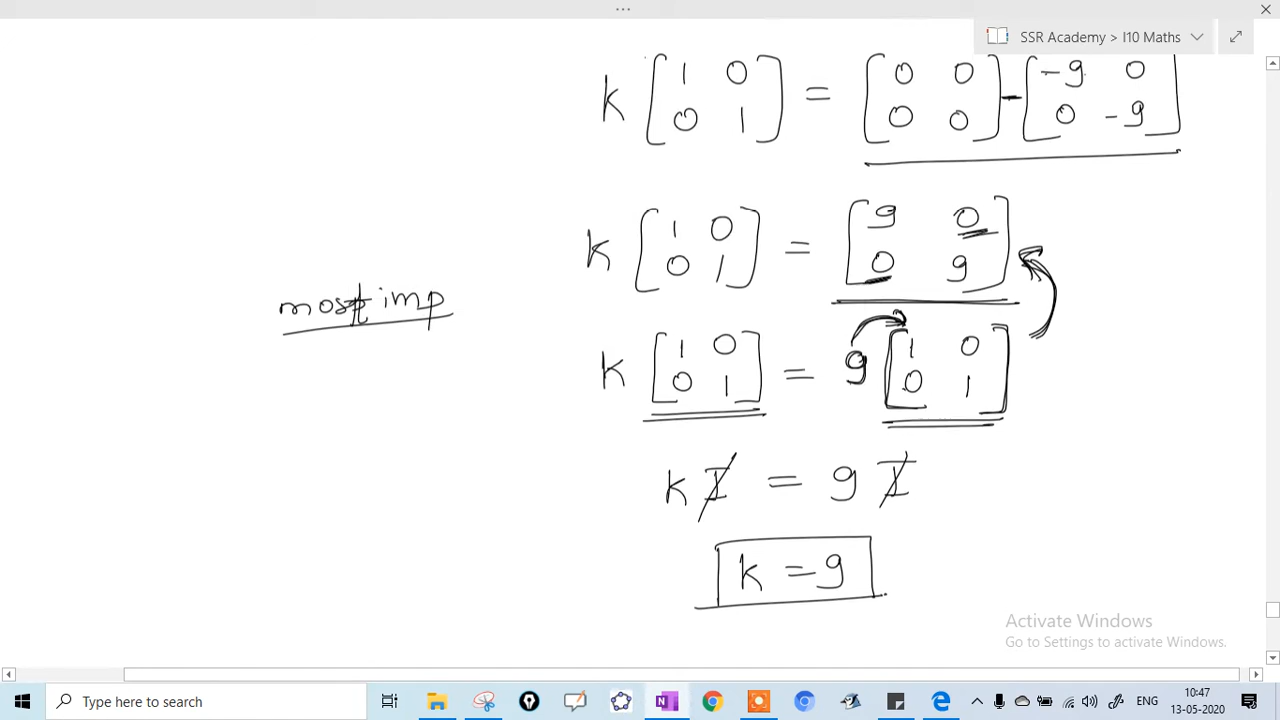 ...
SSR Academy > I10 Maths
k [1 0
0 1] = [0 0
0 0] - [-9 0
0 -9]
k [1 0
0 1] = [9 0
0 9]
most imp
k [1 0
0 1] = 9 [1 0
0 1]
k I = 9 I
k = 9
Activate Windows
Go to Settings to activate Windows.
Type here to search
ENG
0:47
13-05-2020